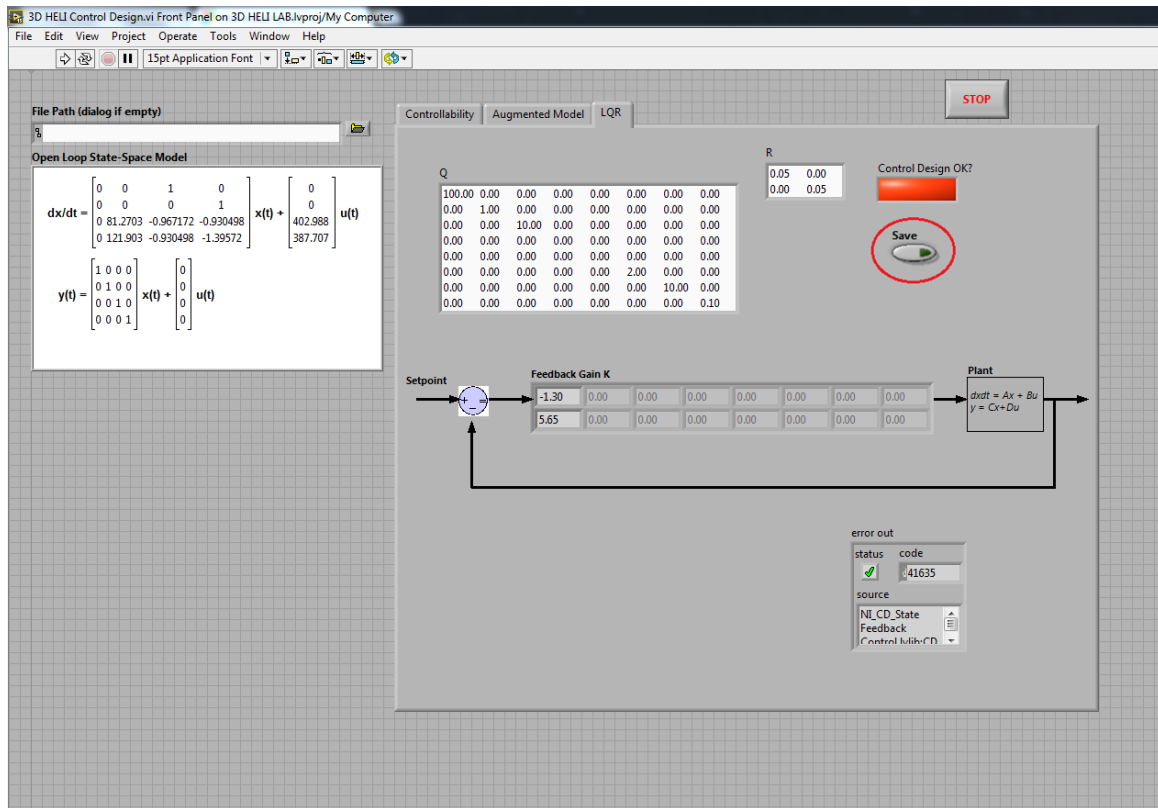 3D HELI Control Design.vi Front Panel on 3D HELI LAB.lvproj/My Computer
File Edit View Project Operate Tools Window Help
15pt Application Font
STOP
File Path (dialog if empty)
Open Loop State-Space Model
dx/dt = x(t) + u(t)
0 0 1 0 0
0 0 0 1 0
0 81.2703 -0.967172 -0.930498 402.988
0 121.903 -0.930498 -1.39572 387.707
y(t) = x(t) + u(t)
1 0 0 0 0
0 1 0 0 0
0 0 1 0 0
0 0 0 1 0
Controllability Augmented Model LQR
Q
100.00 0.00 0.00 0.00 0.00 0.00 0.00 0.00
0.00 1.00 0.00 0.00 0.00 0.00 0.00 0.00
0.00 0.00 10.00 0.00 0.00 0.00 0.00 0.00
0.00 0.00 0.00 0.00 0.00 0.00 0.00 0.00
0.00 0.00 0.00 0.00 0.00 0.00 0.00 0.00
0.00 0.00 0.00 0.00 0.00 2.00 0.00 0.00
0.00 0.00 0.00 0.00 0.00 0.00 10.00 0.00
0.00 0.00 0.00 0.00 0.00 0.00 0.00 0.10
R
0.05 0.00
0.00 0.05
Control Design OK?
Save
Setpoint
+ − =
Feedback Gain K
-1.30 0.00 0.00 0.00 0.00 0.00 0.00 0.00
5.65 0.00 0.00 0.00 0.00 0.00 0.00 0.00
Plant
dxdt = Ax + Bu
y = Cx+Du
error out
status code
41635
source
NI_CD_State
Feedback
Control.lvlib:CD